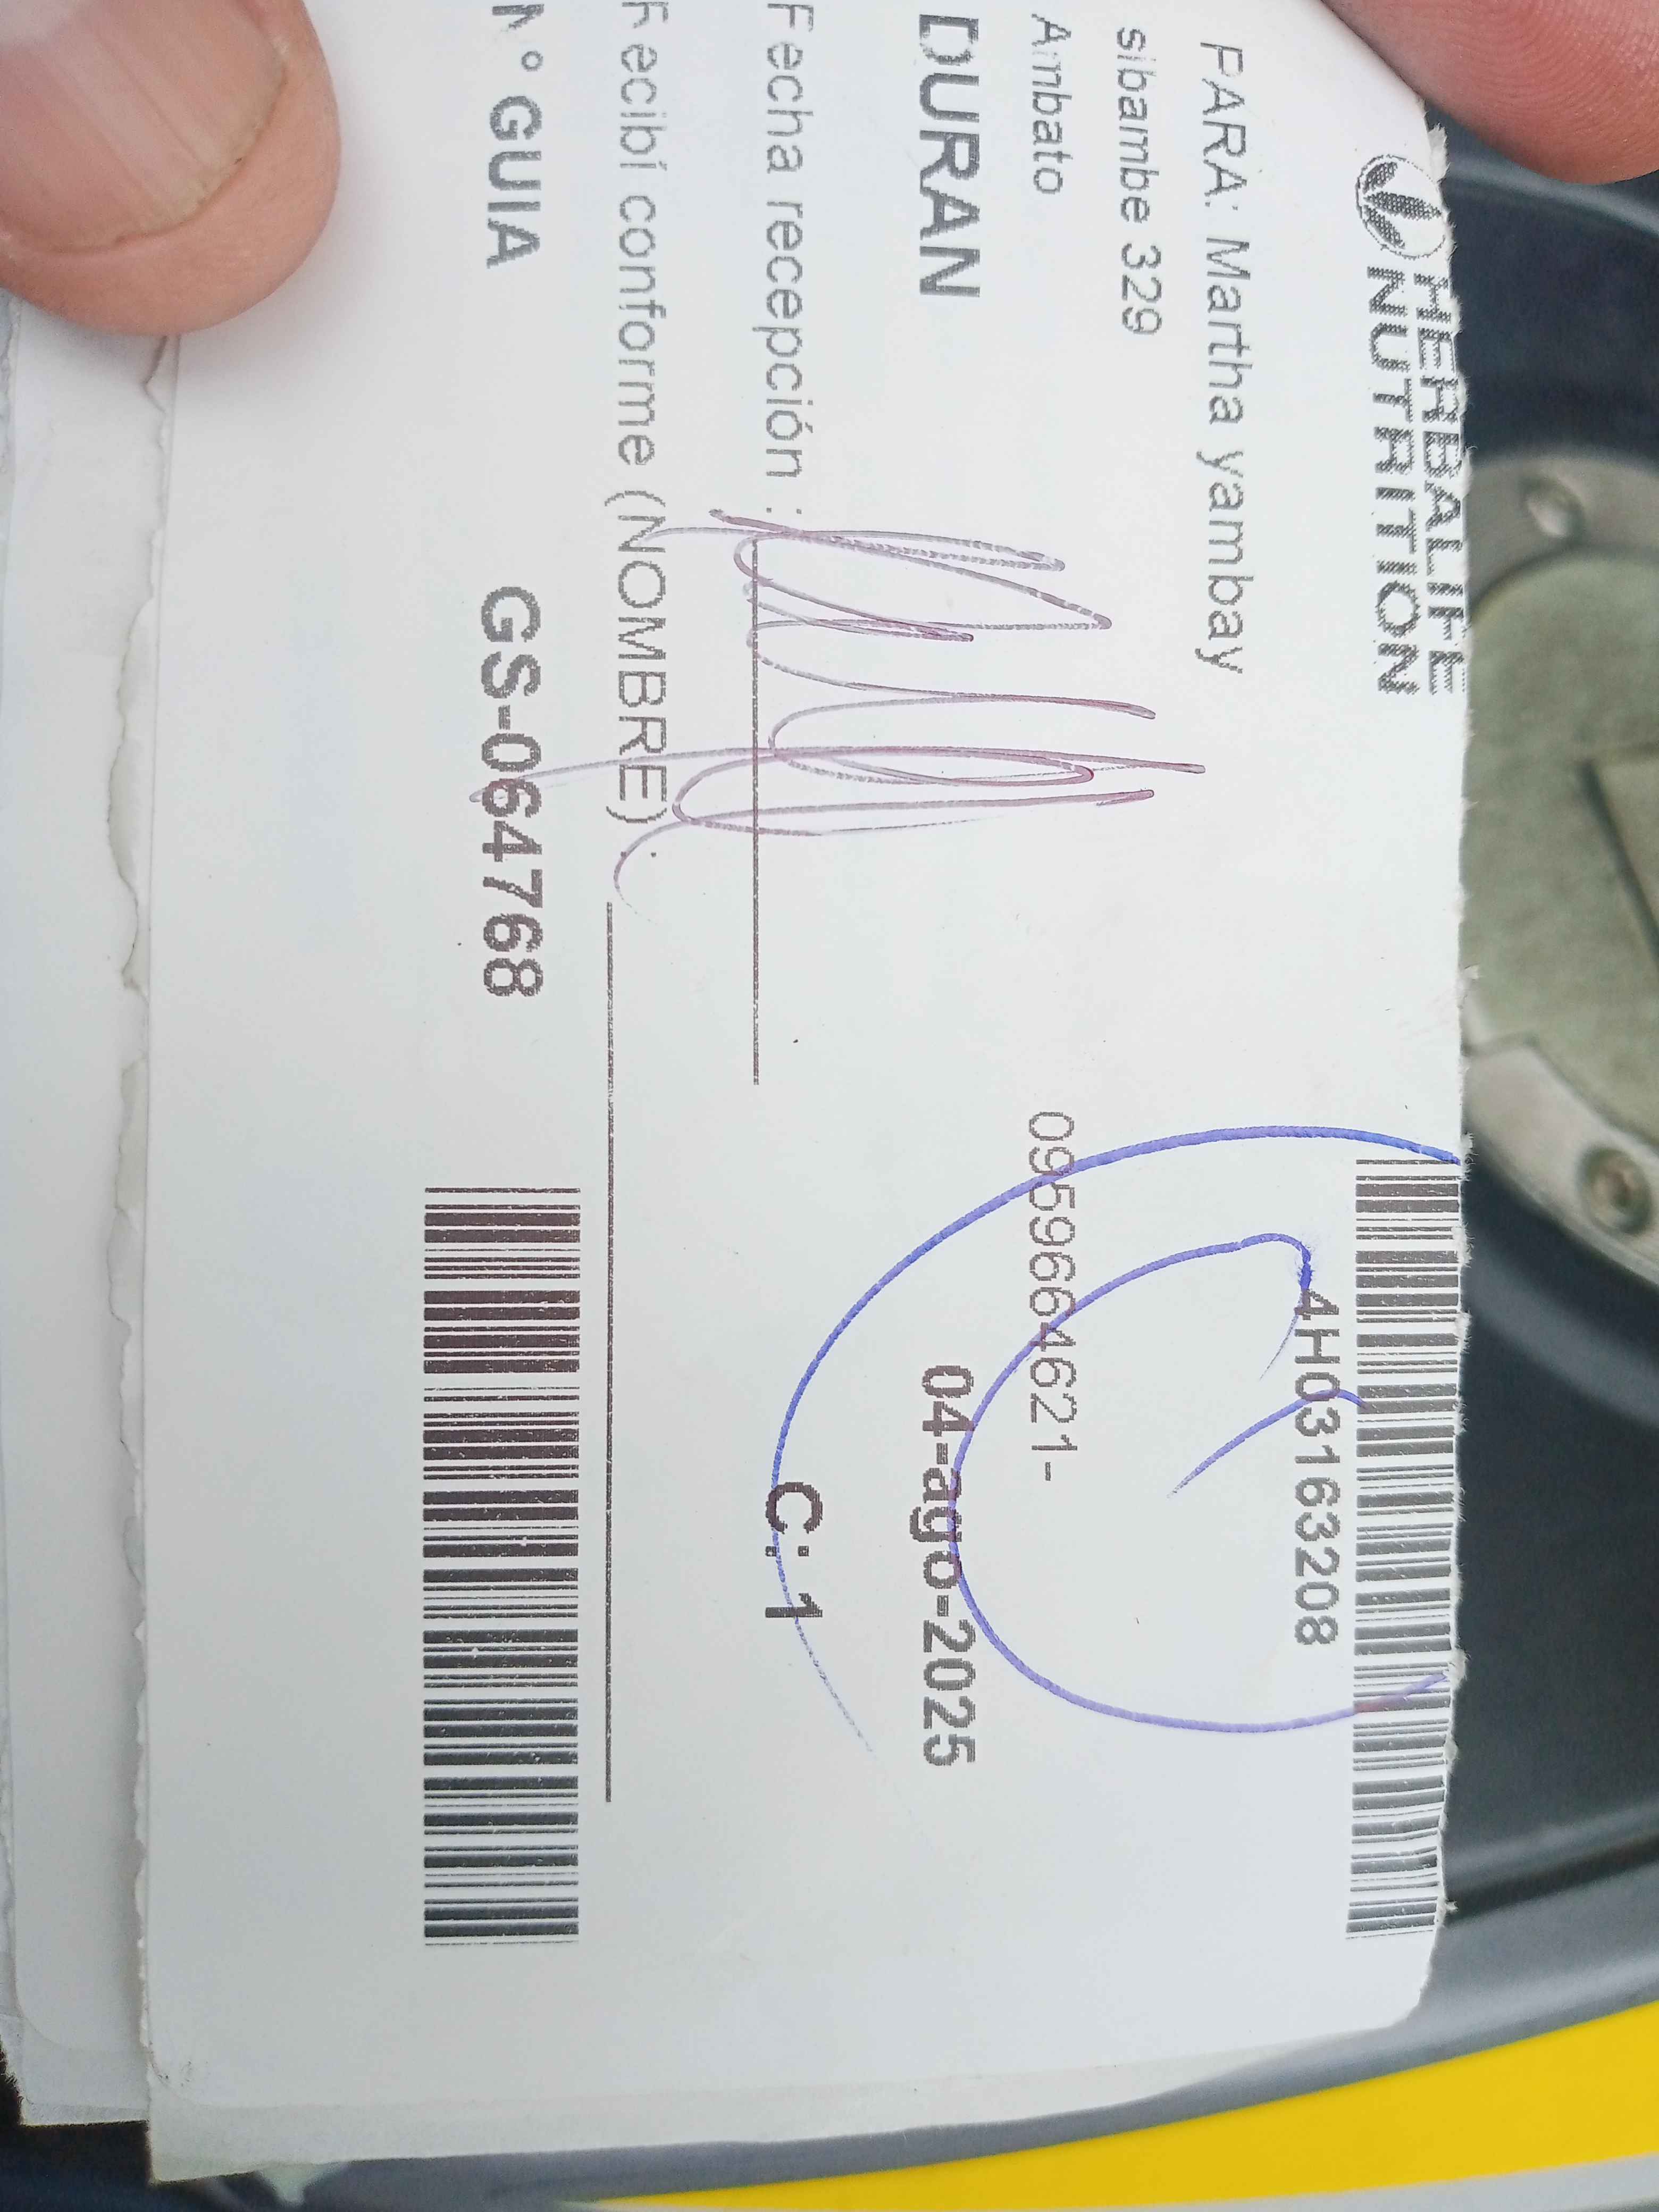 HERBALIFE
NUTRITION
4H03163208
PARA: Martha yambay
sibambe 329
Ambato 0959664621-
DURAN 04-ago-2025
Fecha recepción : C: 1
Recibí conforme (NOMBRE) :
N° GUIA GS-064768